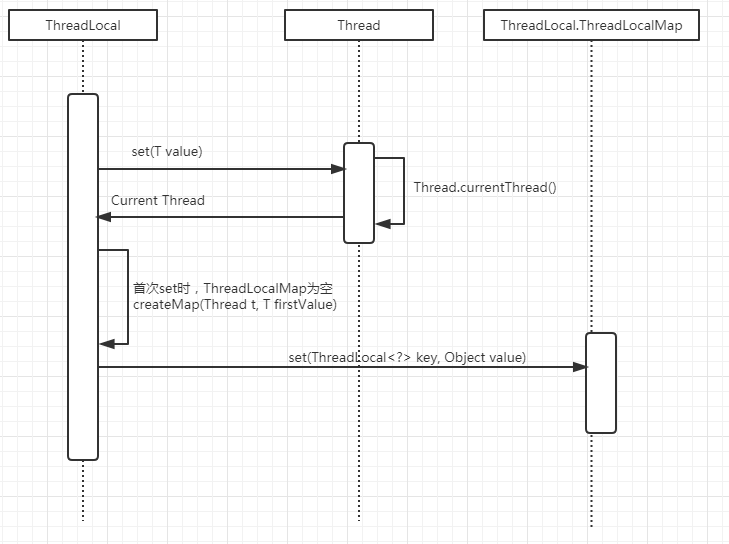 ThreadLocal
Thread
ThreadLocal.ThreadLocalMap
set(T value)
Thread.currentThread()
Current Thread
首次set时，ThreadLocalMap为空
createMap(Thread t, T firstValue)
set(ThreadLocal<?> key, Object value)